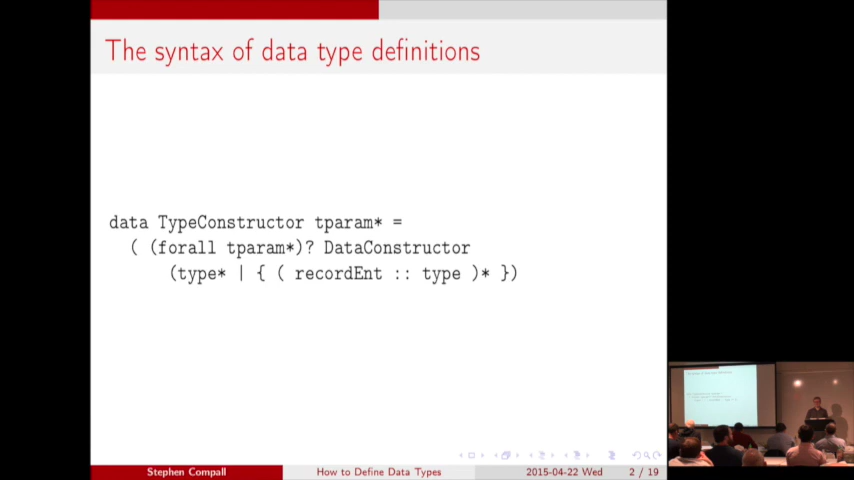 The syntax of data type definitions
data TypeConstructor tparam* =
( (forall tparam*)? DataConstructor
(type* | { ( recordEnt :: type )* })
Stephen Compall How to Define Data Types 2015-04-22 Wed 2 / 19